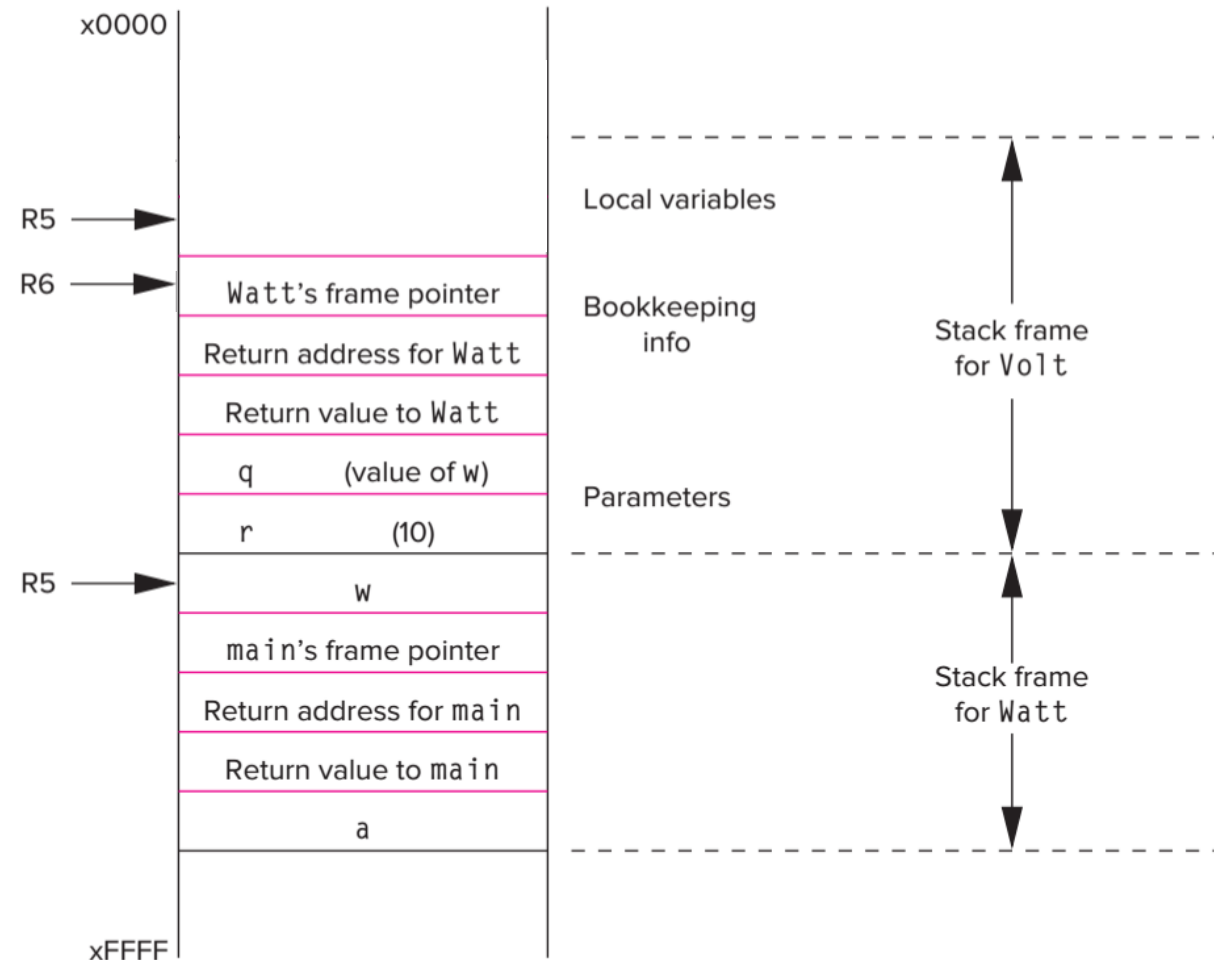 x0000
Local variables
R5
R6
Watt's frame pointer
Bookkeeping
info
Stack frame
for Volt
Return address for Watt
Return value to Watt
q (value of w)
Parameters
r (10)
R5
w
main's frame pointer
Stack frame
for Watt
Return address for main
Return value to main
a
xFFFF